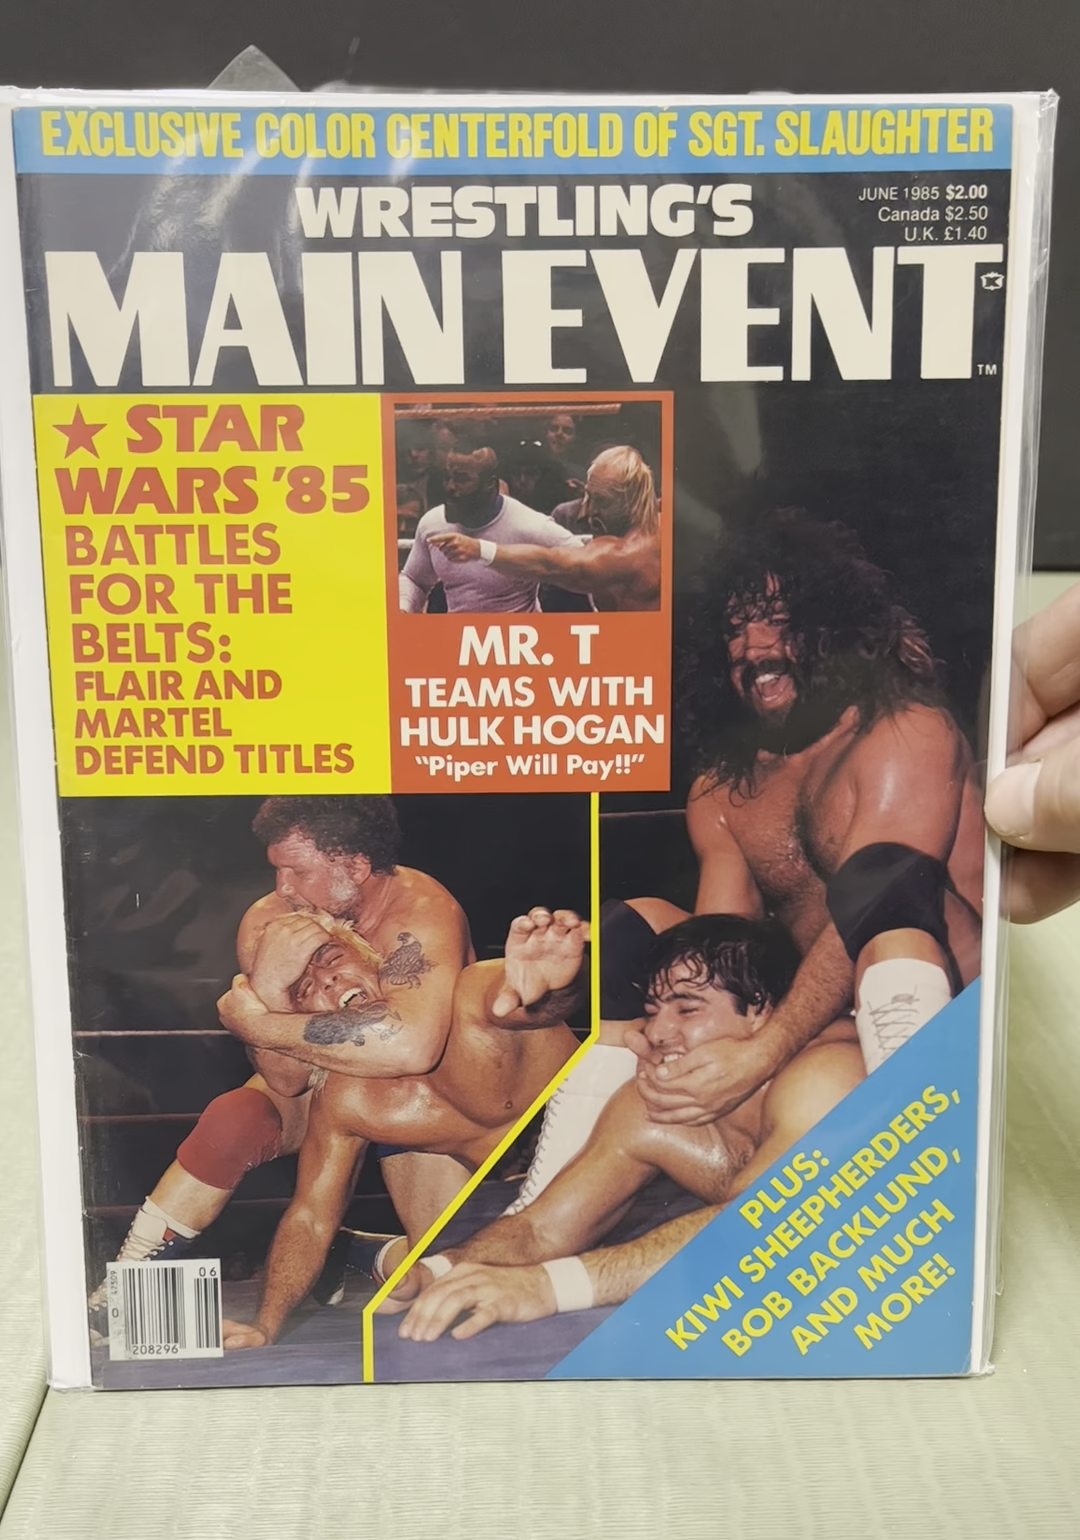 EXCLUSIVE COLOR CENTERFOLD OF SGT. SLAUGHTER
WRESTLING'S
MAIN EVENT
TM
JUNE 1985 $2.00
Canada $2.50
U.K. £1.40
★ STAR
WARS '85
BATTLES
FOR THE
BELTS:
FLAIR AND
MARTEL
DEFEND TITLES
MR. T
TEAMS WITH
HULK HOGAN
"Piper Will Pay!!"
PLUS:
KIWI SHEEPHERDERS,
BOB BACKLUND,
AND MUCH
MORE!
06
0
208296